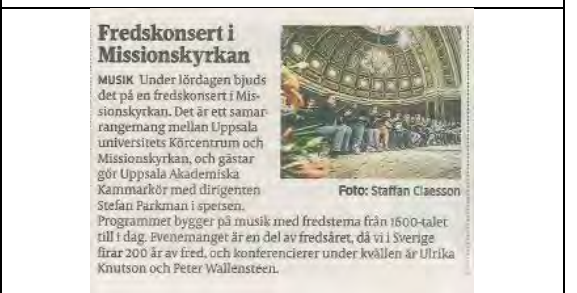 Fredskonsert i
Missionskyrkan
MUSIK Under lördagen bjuds
det på en fredskonsert i Mis-
sionskyrkan. Det är ett samar-
rangemang mellan Uppsala
universitets Körcentrum och
Missionskyrkan, och gästar
gör Uppsala Akademiska
Kammarkör med dirigenten
Stefan Parkman i spetsen.
Foto: Staffan Claesson
Programmet bygger på musik med fredstema från 1600-talet
till i dag. Evenemanget är en del av fredsåret, då vi i Sverige
firar 200 år av fred, och konferencierer under kvällen är Ulrika
Knutson och Peter Wallensteen.